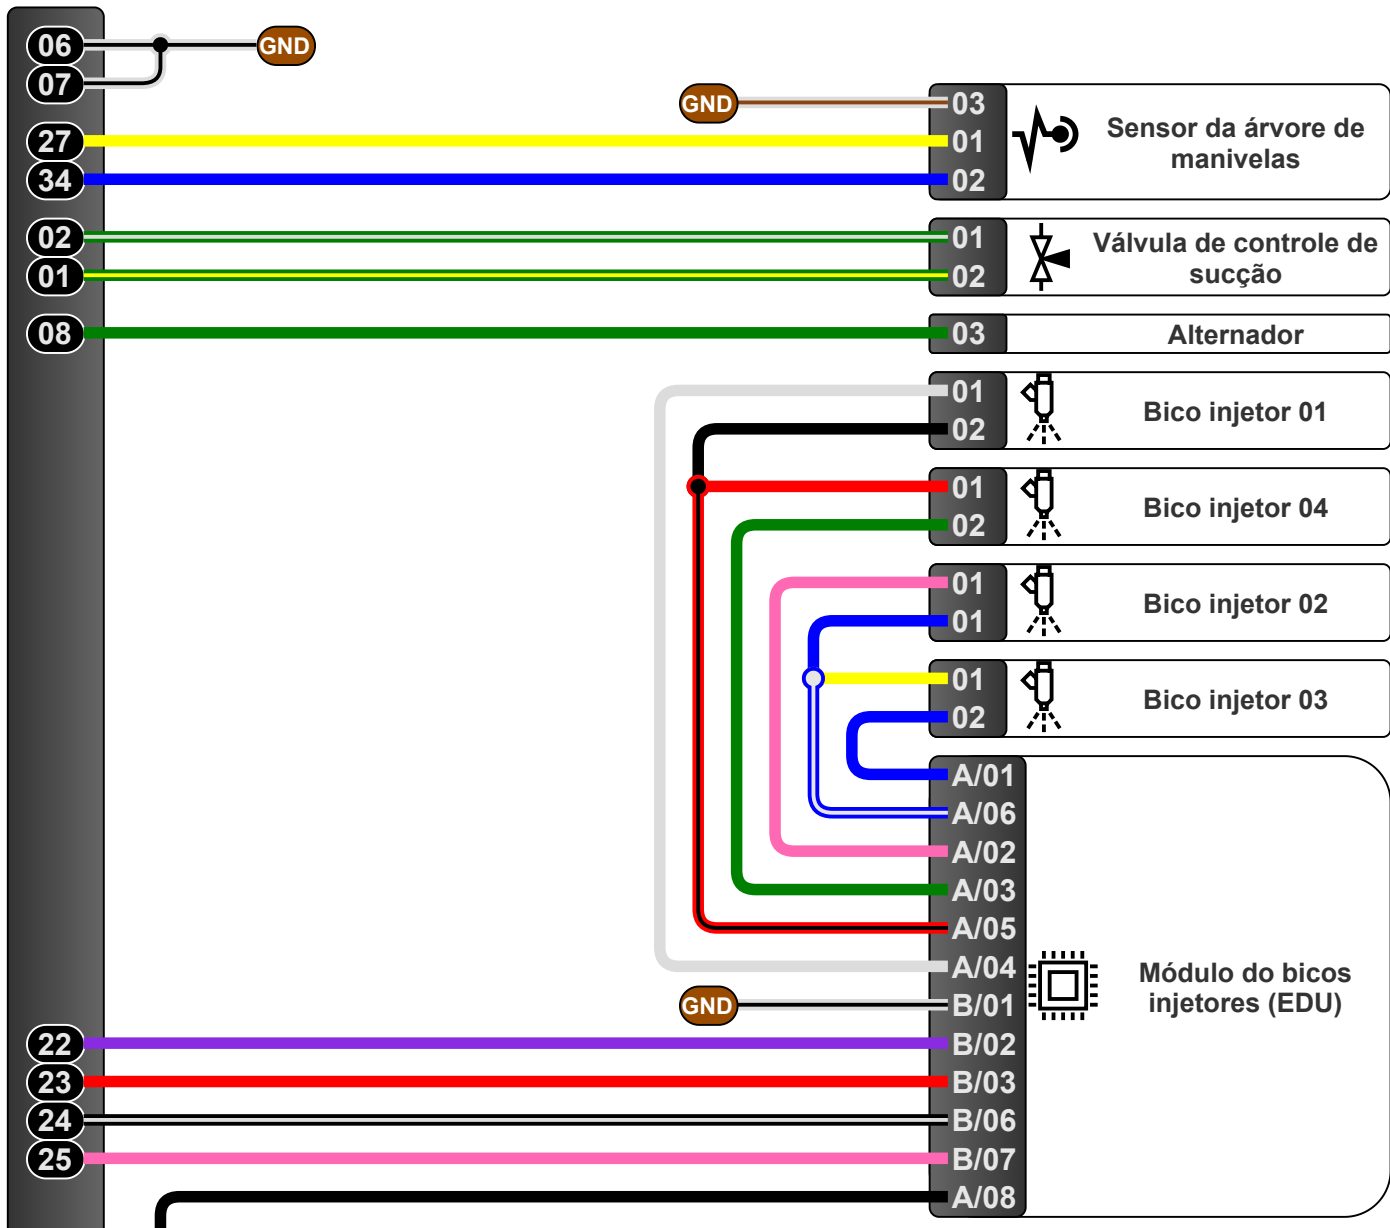 06
GND
07
GND
03
27
01
34
02
Sensor da árvore de
manivelas
02
01
01
02
Válvula de controle de
sucção
08
03
Alternador
01
02
Bico injetor 01
01
02
Bico injetor 04
01
01
Bico injetor 02
01
02
Bico injetor 03
A/01
A/06
A/02
A/03
A/05
A/04
GND
B/01
22
B/02
23
B/03
24
B/06
25
B/07
A/08
Módulo do bicos
injetores (EDU)